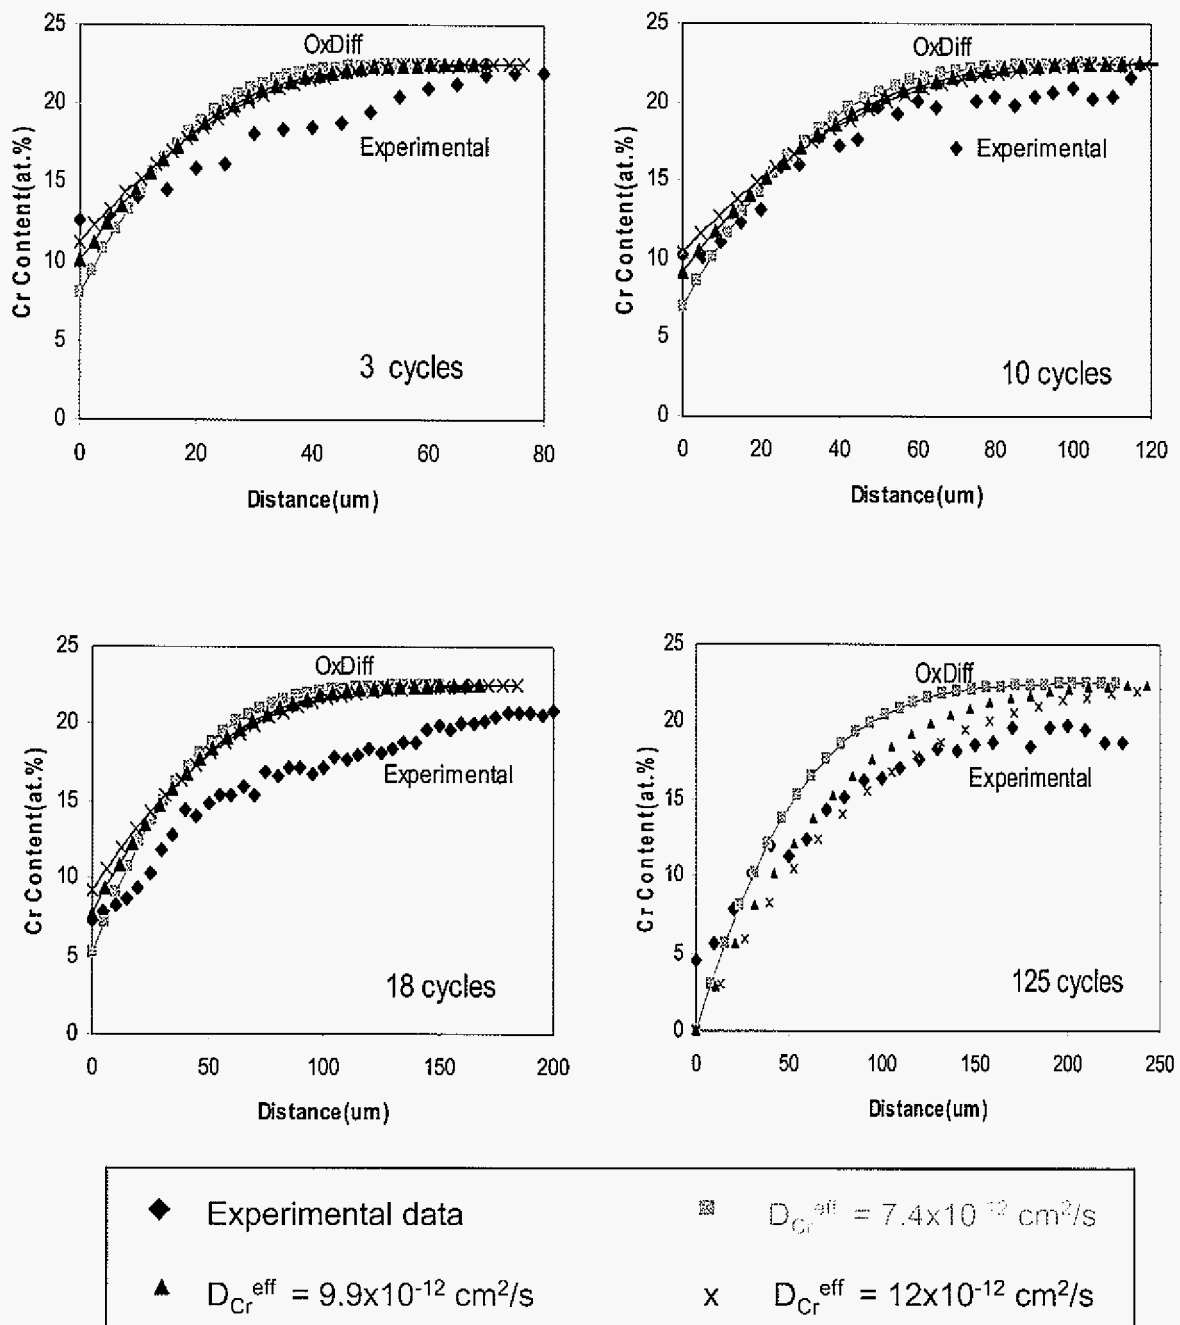 25
20
15
10
5
0
Cr Content(at.%)
OxDiff
Experimental
3 cycles
0 20 40 60 80
Distance(um)
25
20
15
10
5
0
Cr Content(at.%)
OxDiff
Experimental
10 cycles
0 20 40 60 80 100 120
Distance(um)
25
20
15
10
5
0
Cr Content(at.%)
OxDiff
Experimental
18 cycles
0 50 100 150 200
Distance(um)
25
20
15
10
5
0
Cr Content(at.%)
OxDiff
Experimental
125 cycles
0 50 100 150 200 250
Distance(um)
Experimental data
D_Cr^eff = 7.4x10^-12 cm²/s
D_Cr^eff = 9.9x10^-12 cm²/s
x D_Cr^eff = 12x10^-12 cm²/s